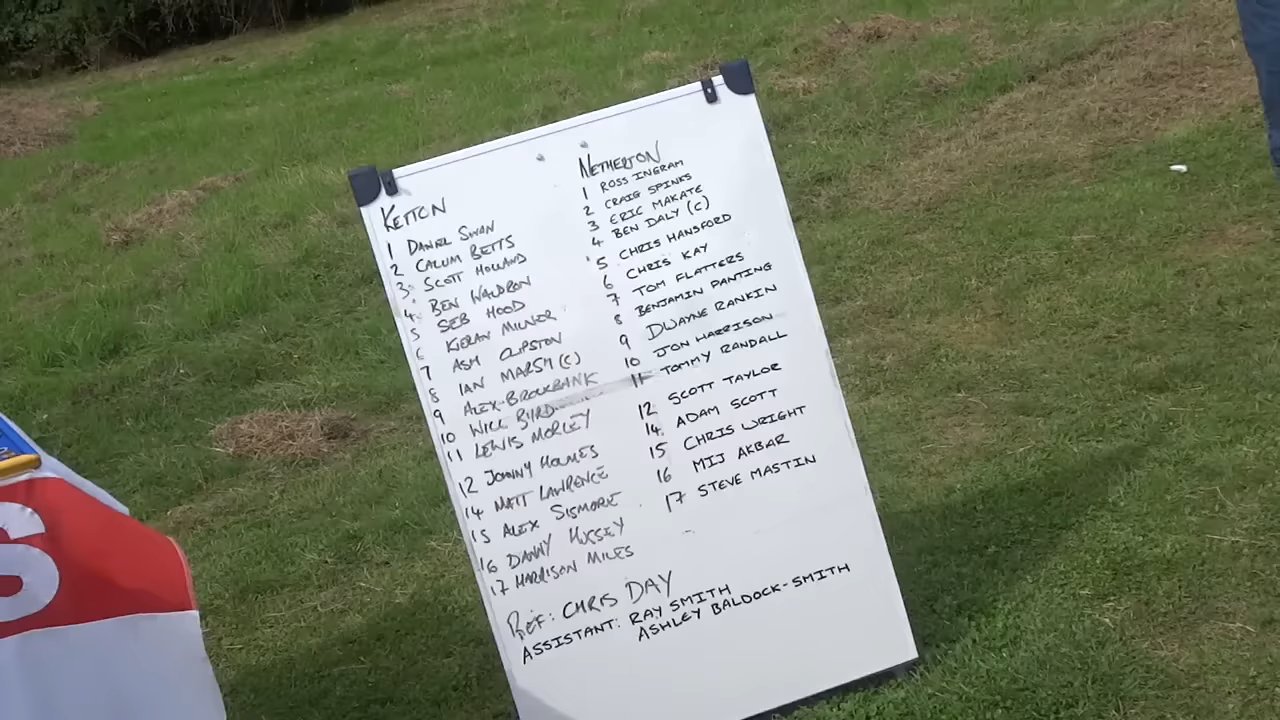 KETTON
1 DANIEL SWAN
2 CALUM BETTS
3 SCOTT HOLLAND
4 BEN WALDRON
5 SEB HOOD
6 KIERAN MILNER
7 ASH CLIPSTON
8 IAN MARSH (C)
9 ALEX BROCKBANK
10 WILL BIRD
11 LEWIS MORLEY
12 JONNY HOLMES
14 MATT LAWRENCE
15 ALEX SISMORE
16 DANNY HUSSEY
17 HARRISON MILES
NETHERTON
1 ROSS INGRAM
2 CRAIG SPINKS
3 ERIC MAKATE
4 BEN DALY (C)
5 CHRIS HANSFORD
6 CHRIS KAY
7 TOM FLATTERS
8 BENJAMIN PANTING
9 DWAYNE RANKIN
10 JON HARRISON
11 TOMMY RANDALL
12 SCOTT TAYLOR
14 ADAM SCOTT
15 CHRIS WRIGHT
16 MIJ AKBAR
17 STEVE MASTIN
REF: CHRIS DAY
ASSISTANT: RAY SMITH
ASHLEY BALDOCK-SMITH
S